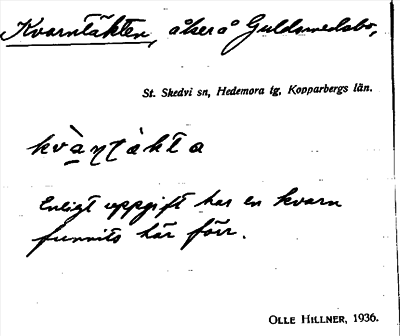 Kvarntäkten, åker å Guldsmedsbo,
St. Skedvi sn, Hedemora tg, Kopparbergs län.
kvàṇtàkta
Enligt uppgift har en kvarn
funnits här förr.
OLLE HILLNER, 1936.